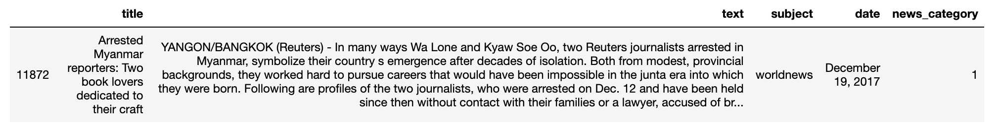 title text subject date news_category
11872
Arrested
Myanmar
reporters: Two
book lovers
dedicated to
their craft
YANGON/BANGKOK (Reuters) - In many ways Wa Lone and Kyaw Soe Oo, two Reuters journalists arrested in
Myanmar, symbolize their country s emergence after decades of isolation. Both from modest, provincial
backgrounds, they worked hard to pursue careers that would have been impossible in the junta era into which
they were born. Following are profiles of the two journalists, who were arrested on Dec. 12 and have been held
since then without contact with their families or a lawyer, accused of br...
worldnews
December
19, 2017
1